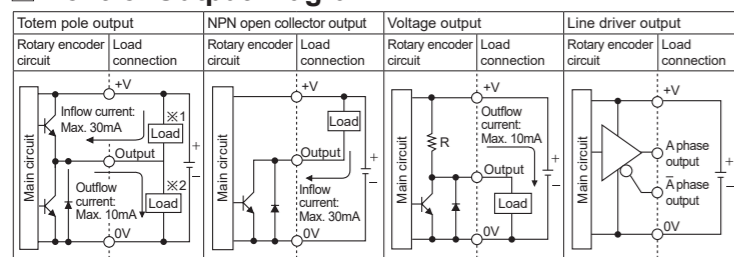 Totem pole output
NPN open collector output
Voltage output
Line driver output
Rotary encoder
circuit
Load
connection
Rotary encoder
circuit
Load
connection
Rotary encoder
circuit
Load
connection
Rotary encoder
circuit
Load
connection
Main circuit
+V
Inflow current:
Max. 30mA
※1
Load
Output
+
−
Outflow
current:
Max. 10mA
※2
Load
0V
Main circuit
+V
Load
Output
+
−
Inflow
current:
Max. 30mA
0V
Main circuit
+V
R
Outflow
current:
Max. 10mA
Output
+
−
Load
0V
Main circuit
+V
A phase
output
+
−
A̅ phase
output
0V